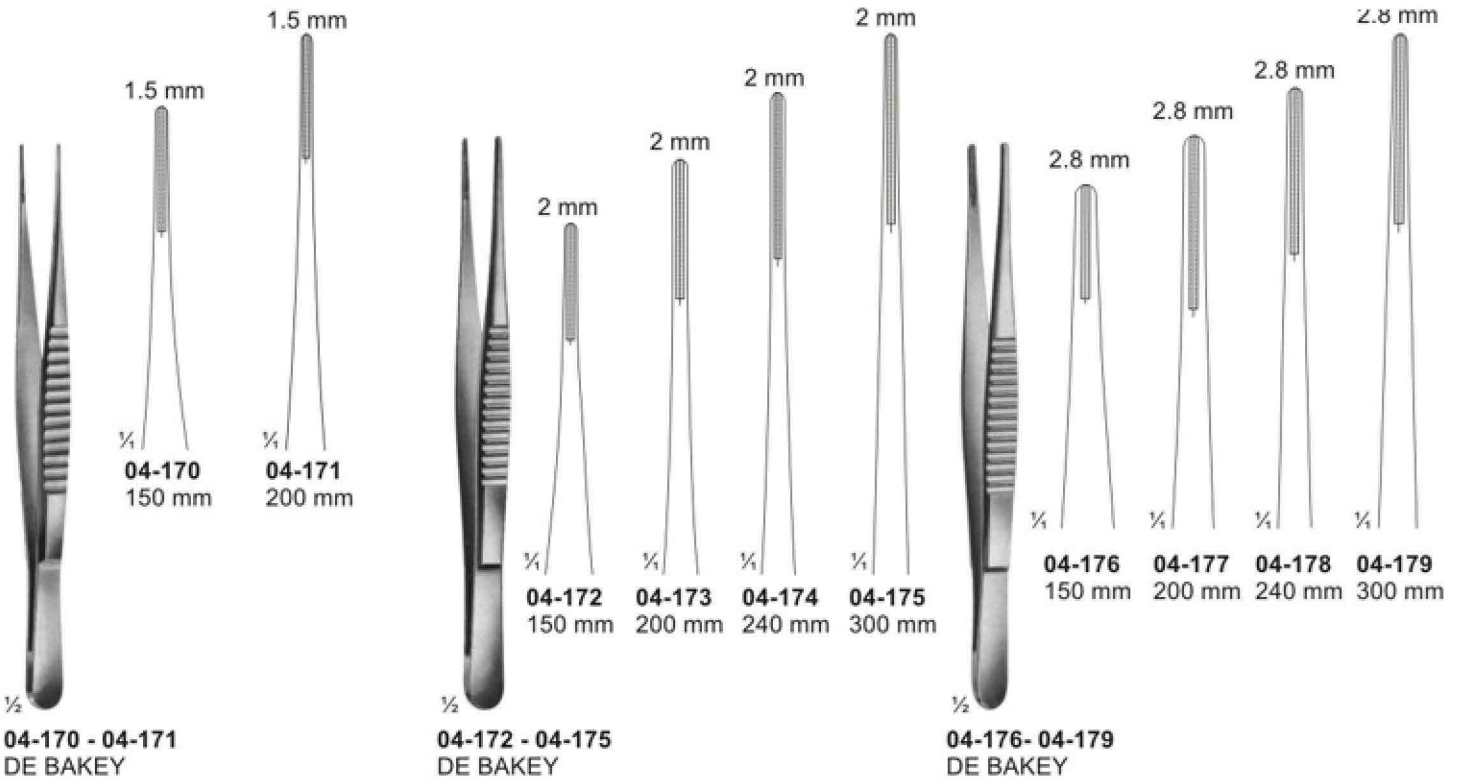 1.5 mm
1.5 mm
⅟₁
04-170
150 mm
⅟₁
04-171
200 mm
½
04-170 - 04-171
DE BAKEY
2 mm
2 mm
2 mm
2 mm
⅟₁
04-172
150 mm
⅟₁
04-173
200 mm
⅟₁
04-174
240 mm
⅟₁
04-175
300 mm
½
04-172 - 04-175
DE BAKEY
2.8 mm
2.8 mm
2.8 mm
2.8 mm
⅟₁
04-176
150 mm
⅟₁
04-177
200 mm
⅟₁
04-178
240 mm
⅟₁
04-179
300 mm
½
04-176- 04-179
DE BAKEY